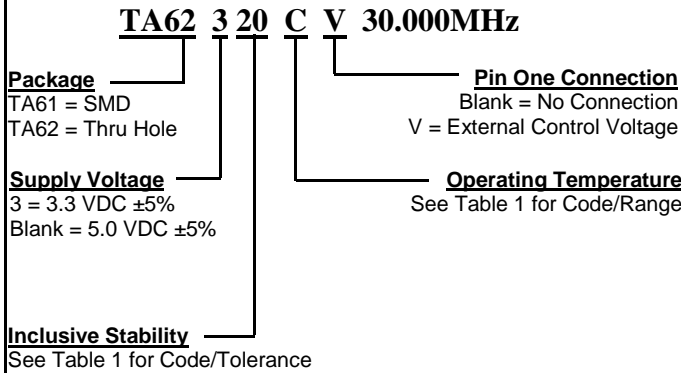 TA62 3 20 C V 30.000MHz
Package
TA61 = SMD
TA62 = Thru Hole
Pin One Connection
Blank = No Connection
V = External Control Voltage
Supply Voltage
3 = 3.3 VDC ±5%
Blank = 5.0 VDC ±5%
Operating Temperature
See Table 1 for Code/Range
Inclusive Stability
See Table 1 for Code/Tolerance